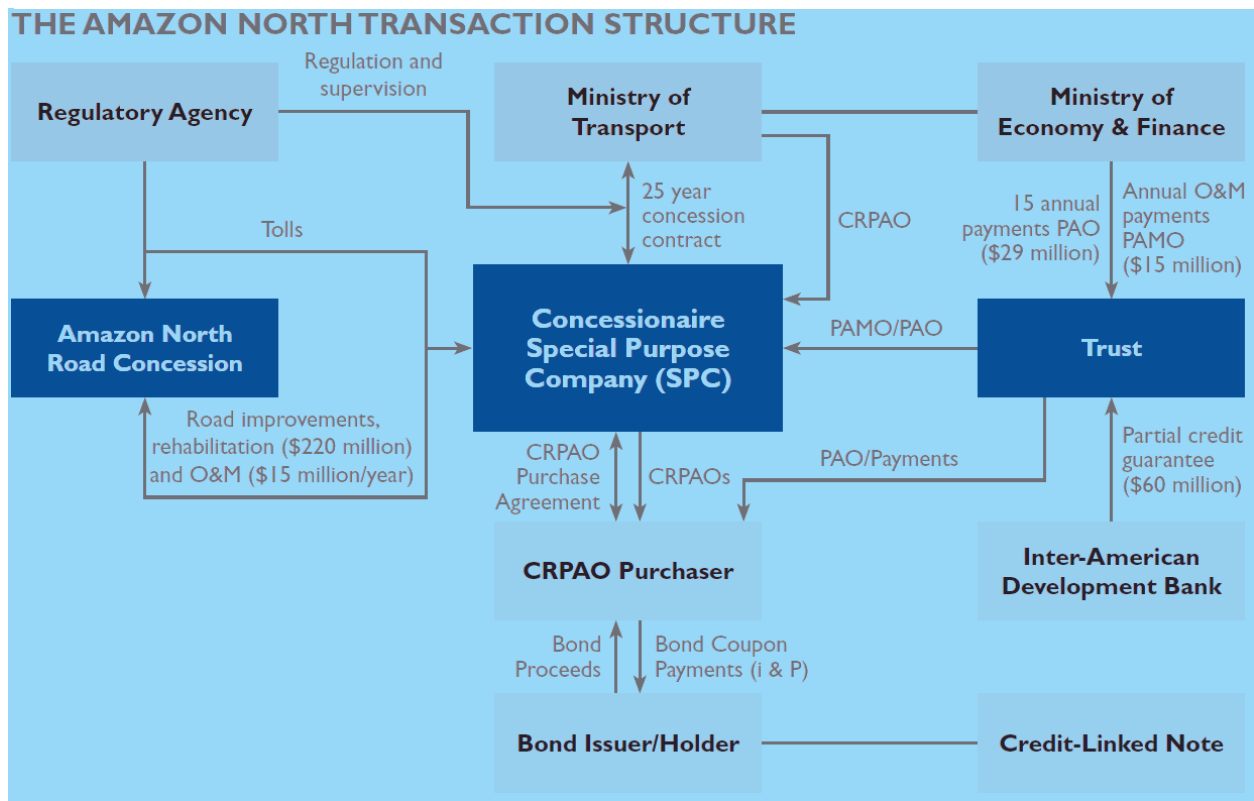 THE AMAZON NORTH TRANSACTION STRUCTURE
Regulatory Agency
Regulation and
supervision
Ministry of
Transport
Ministry of
Economy & Finance
Tolls
25 year
concession
contract
CRPAO
15 annual
payments PAO
($29 million)
Annual O&M
payments
PAMO
($15 million)
Amazon North
Road Concession
Concessionaire
Special Purpose
Company (SPC)
PAMO/PAO
Trust
Road improvements,
rehabilitation ($220 million)
and O&M ($15 million/year)
CRPAO
Purchase
Agreement
CRPAOs
PAO/Payments
Partial credit
guarantee
($60 million)
CRPAO Purchaser
Inter-American
Development Bank
Bond
Proceeds
Bond Coupon
Payments (i & P)
Bond Issuer/Holder
Credit-Linked Note